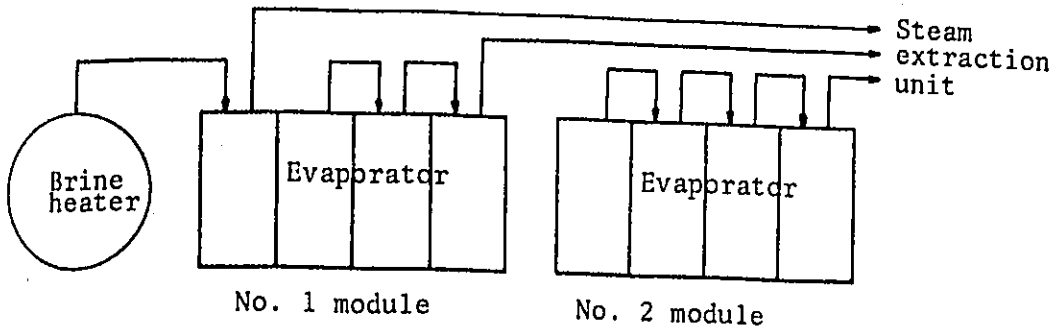 Steam
extraction
unit
Brine
heater
Evaporator
Evaporator
No. 1 module
No. 2 module